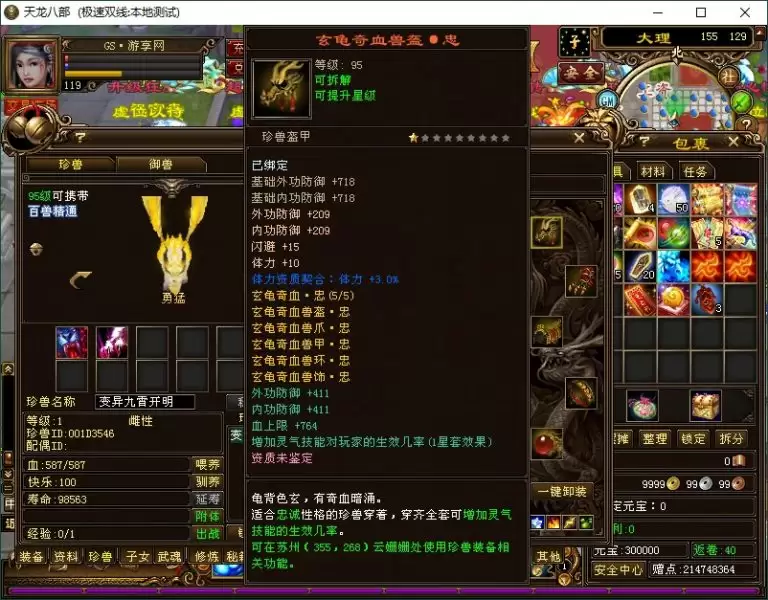 天龙八部 (极速双线:本地测试)
GS·游享网
119
大理 155 129
北
安全
GM
玄龟奇血兽盔●忠
等级: 95
可拆解
可提升星级
珍兽盔甲
已绑定
基础外功防御 +718
基础内功防御 +718
外功防御 +209
内功防御 +209
闪避 +15
体力 +10
体力资质契合: 体力 +3.0%
玄龟奇血·忠(5/5)
玄龟奇血兽盔·忠
玄龟奇血兽爪·忠
玄龟奇血兽甲·忠
玄龟奇血兽环·忠
玄龟奇血兽饰·忠
外功防御 +411
内功防御 +411
血上限 +764
增加灵气技能对玩家的生效几率(1星套效果)
资质未鉴定
龟背色玄，有奇血暗涌。
适合忠诚性格的珍兽穿着，穿齐全套可增加灵气
技能的生效几率。
可在苏州(355,268)云姗姗处使用珍兽装备相
关功能。
珍兽
御兽
95级可携带
百兽精通
勇猛
珍兽名称 变异九霄开明
等级:1 雌性
珍兽ID:001D3546
配偶ID:
血:587/587 喂养
快乐:100 驯养
寿命:98563 延寿
附体
经验:0/1 出战
一键卸装
包裹
材料 任务
4
50
5
20
3
整理 锁定 拆分
0
9999 99 99
元宝:300000 返卷:40
安全中心 赠点:214748364
装备 资料 珍兽 子女 武魂 修炼 其他